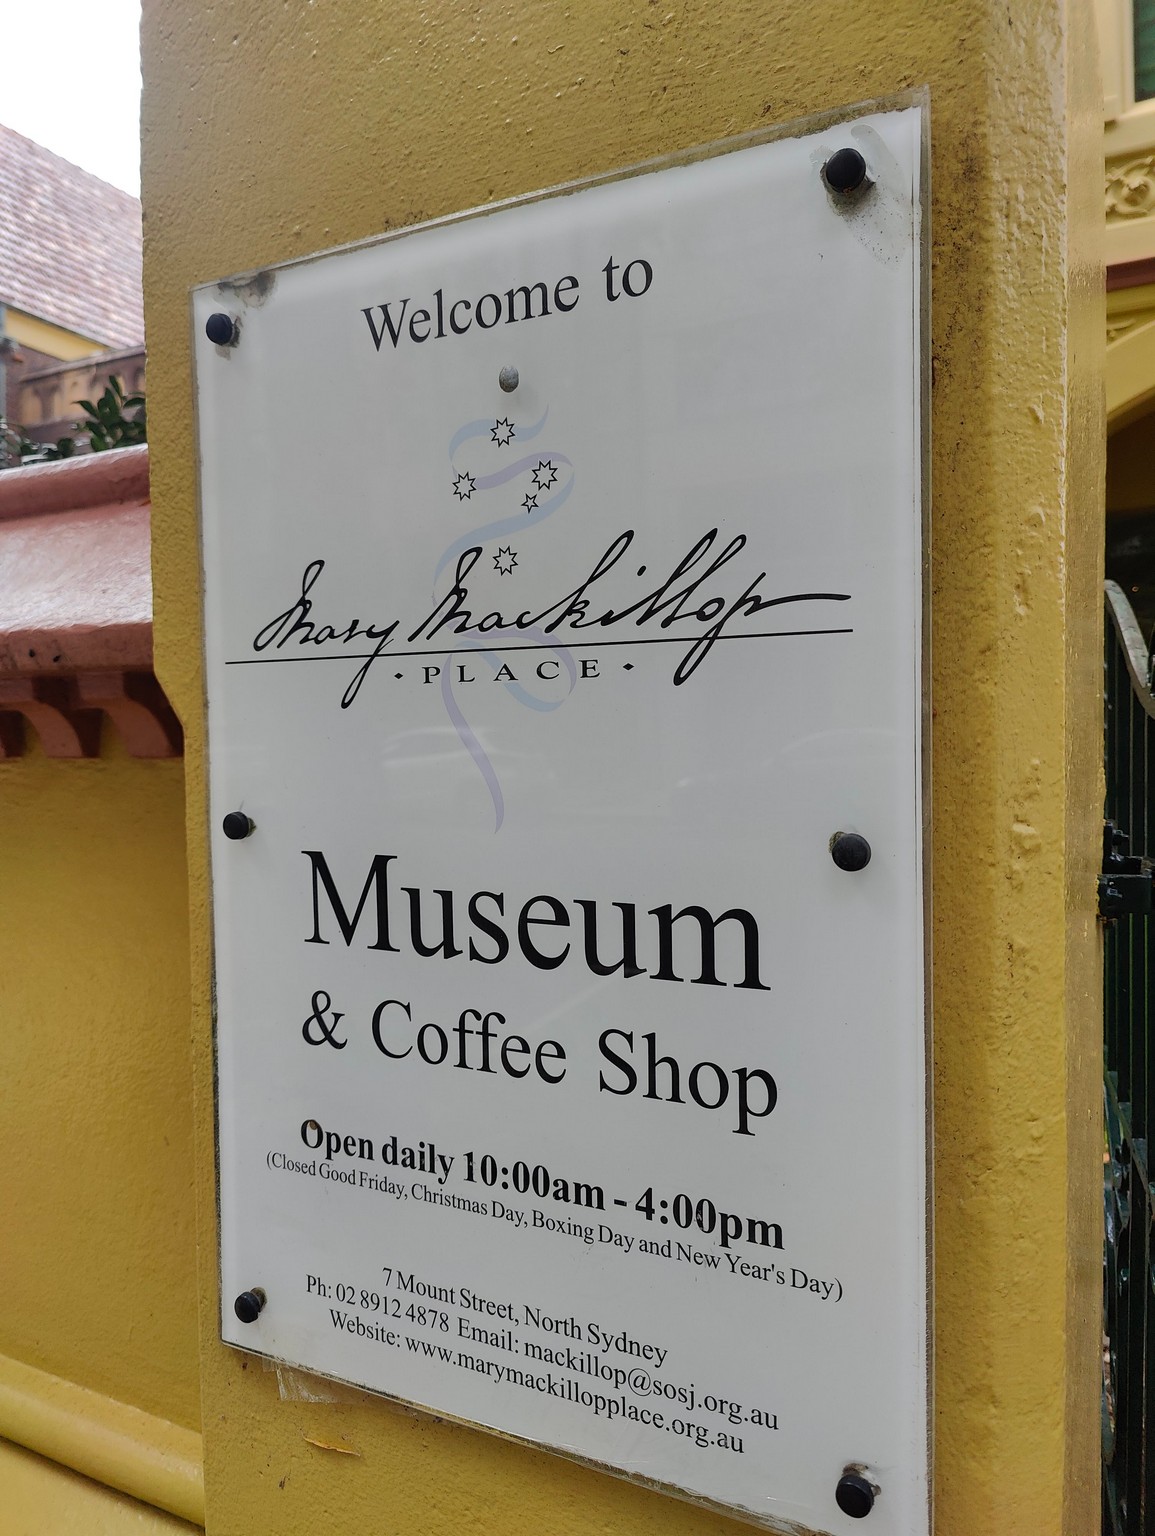 Welcome to
Mary MacKillop
· PLACE ·
Museum
& Coffee Shop
Open daily 10:00am - 4:00pm
(Closed Good Friday, Christmas Day, Boxing Day and New Year's Day)
7 Mount Street, North Sydney
Ph: 02 8912 4878 Email: mackillop@sosj.org.au
Website: www.marymackillopplace.org.au